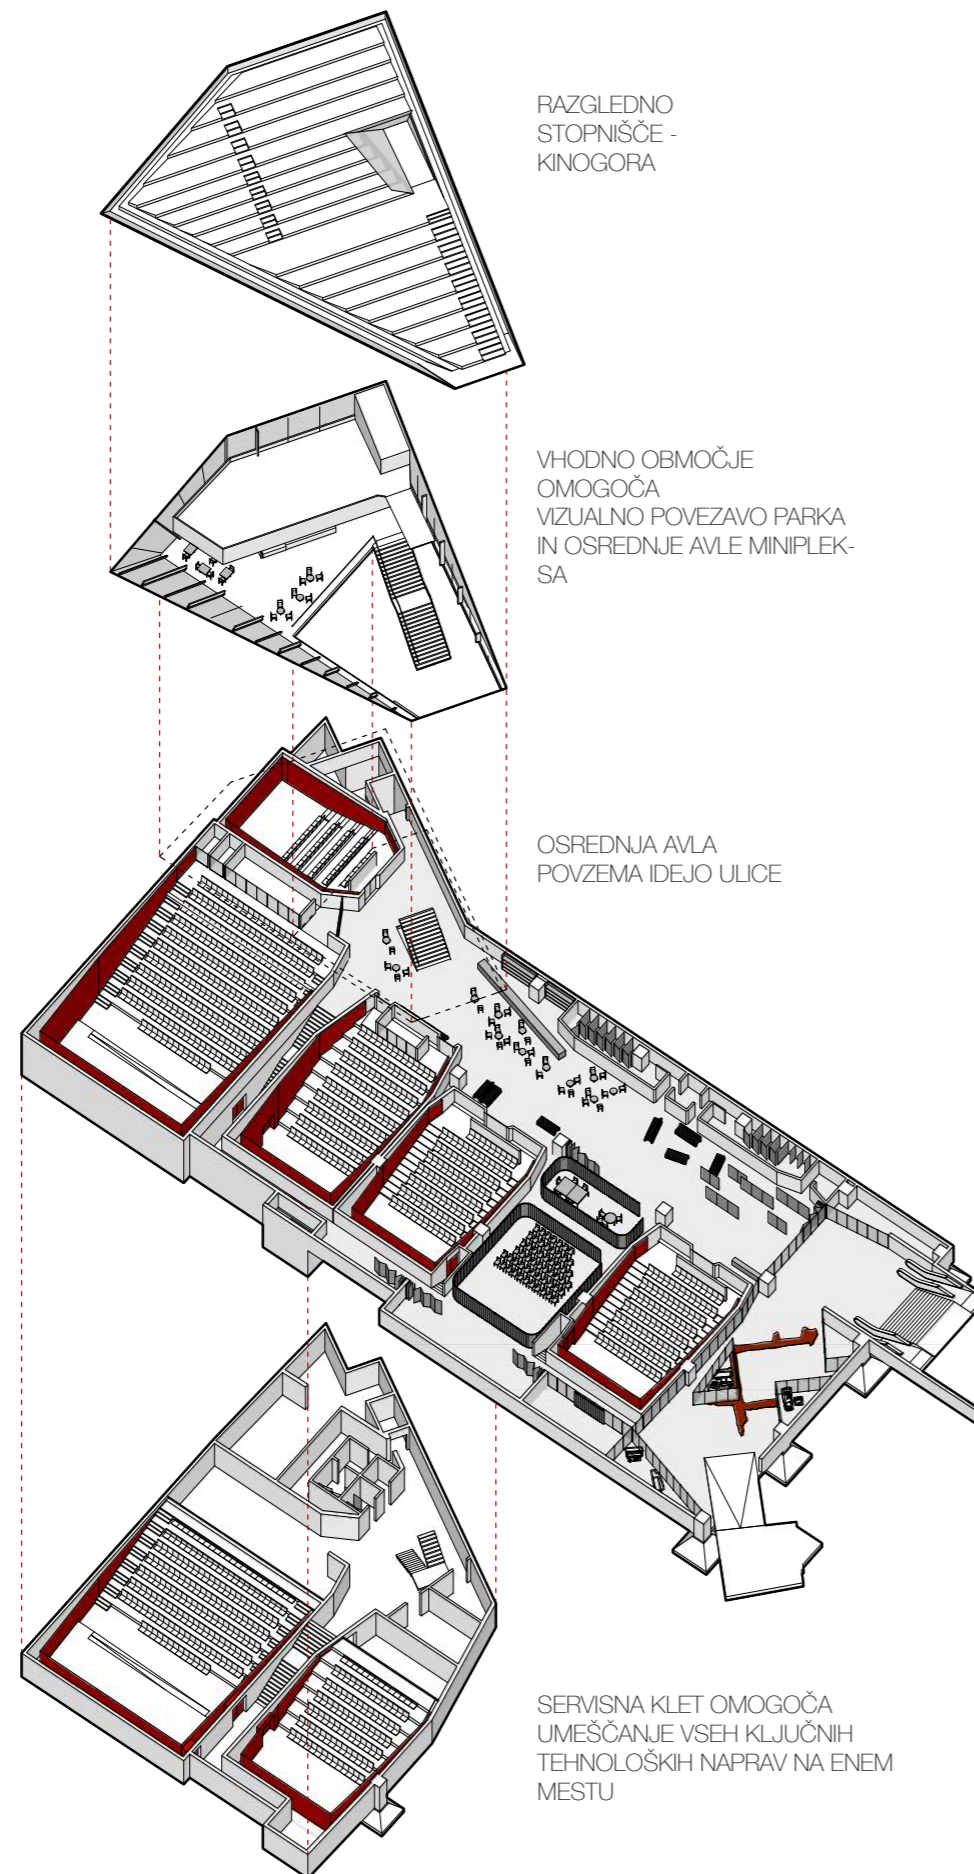 RAZGLEDNO
STOPNIŠČE -
KINOGORA
VHODNO OBMOČJE
OMOGOČA
VIZUALNO POVEZAVO PARKA
IN OSREDNJE AVLE MINIPLEK-
SA
OSREDNJA AVLA
POVZEMA IDEJO ULICE
SERVISNA KLET OMOGOČA
UMEŠČANJE VSEH KLJUČNIH
TEHNOLOŠKIH NAPRAV NA ENEM
MESTU